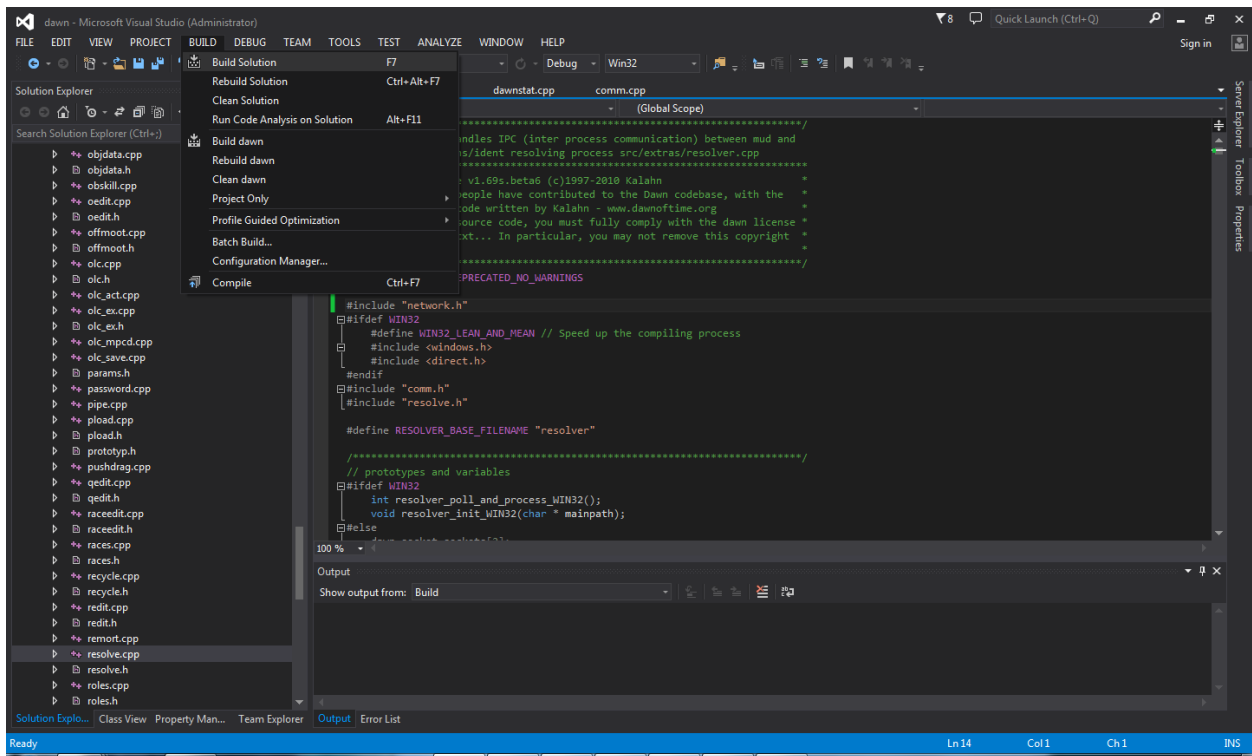 dawn - Microsoft Visual Studio (Administrator)
8
Quick Launch (Ctrl+Q)
FILE EDIT VIEW PROJECT BUILD DEBUG TEAM TOOLS TEST ANALYZE WINDOW HELP
Sign in
Debug Win32
Build Solution F7
Rebuild Solution Ctrl+Alt+F7
Clean Solution
Run Code Analysis on Solution Alt+F11
Build dawn
Rebuild dawn
Clean dawn
Project Only
Profile Guided Optimization
Batch Build...
Configuration Manager...
Compile Ctrl+F7
Solution Explorer
Search Solution Explorer (Ctrl+;)
objdata.cpp
objdata.h
obskill.cpp
oedit.cpp
oedit.h
offmoot.cpp
offmoot.h
olc.cpp
olc.h
olc_act.cpp
olc_ex.cpp
olc_ex.h
olc_mpcd.cpp
olc_save.cpp
params.h
password.cpp
pipe.cpp
pload.cpp
pload.h
prototyp.h
pushdrag.cpp
qedit.cpp
qedit.h
raceedit.cpp
raceedit.h
races.cpp
races.h
recycle.cpp
recycle.h
redit.cpp
redit.h
remort.cpp
resolve.cpp
resolve.h
roles.cpp
roles.h
Solution Explo... Class View Property Man... Team Explorer
dawnstat.cpp comm.cpp
(Global Scope)
****************************************************/
ndles IPC (inter process communication) between mud and
ns/ident resolving process src/extras/resolver.cpp
****************************************************
v1.69s.beta6 (c)1997-2010 Kalahn *
people have contributed to the Dawn codebase, with the *
code written by Kalahn - www.dawnoftime.org *
source code, you must fully comply with the dawn license *
xt... In particular, you may not remove this copyright *
*
****************************************************/
EPRECATED_NO_WARNINGS
#include "network.h"
#ifdef WIN32
#define WIN32_LEAN_AND_MEAN // Speed up the compiling process
#include <windows.h>
#include <direct.h>
#endif
#include "comm.h"
#include "resolve.h"
#define RESOLVER_BASE_FILENAME "resolver"
/**************************************************************************/
// prototypes and variables
#ifdef WIN32
int resolver_poll_and_process_WIN32();
void resolver_init_WIN32(char * mainpath);
#else
100 %
Output
Show output from: Build
Output Error List
Server Explorer
Toolbox
Properties
Ready
Ln 14 Col 1 Ch 1 INS